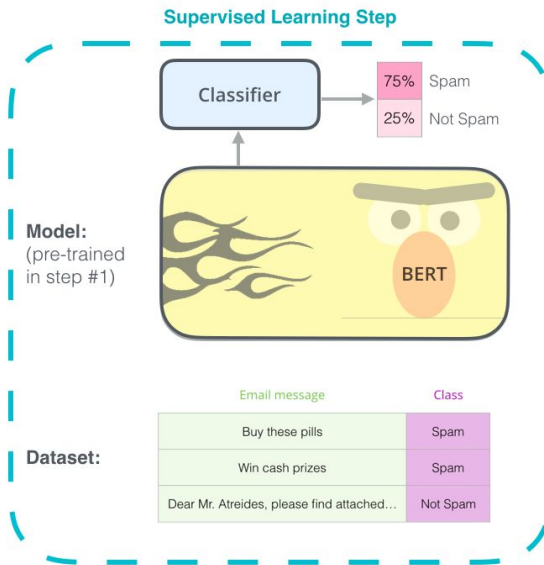 Supervised Learning Step
Classifier
75% Spam
25% Not Spam
Model:
(pre-trained
in step #1)
BERT
Email message Class
Dataset:
Buy these pills Spam
Win cash prizes Spam
Dear Mr. Atreides, please find attached... Not Spam